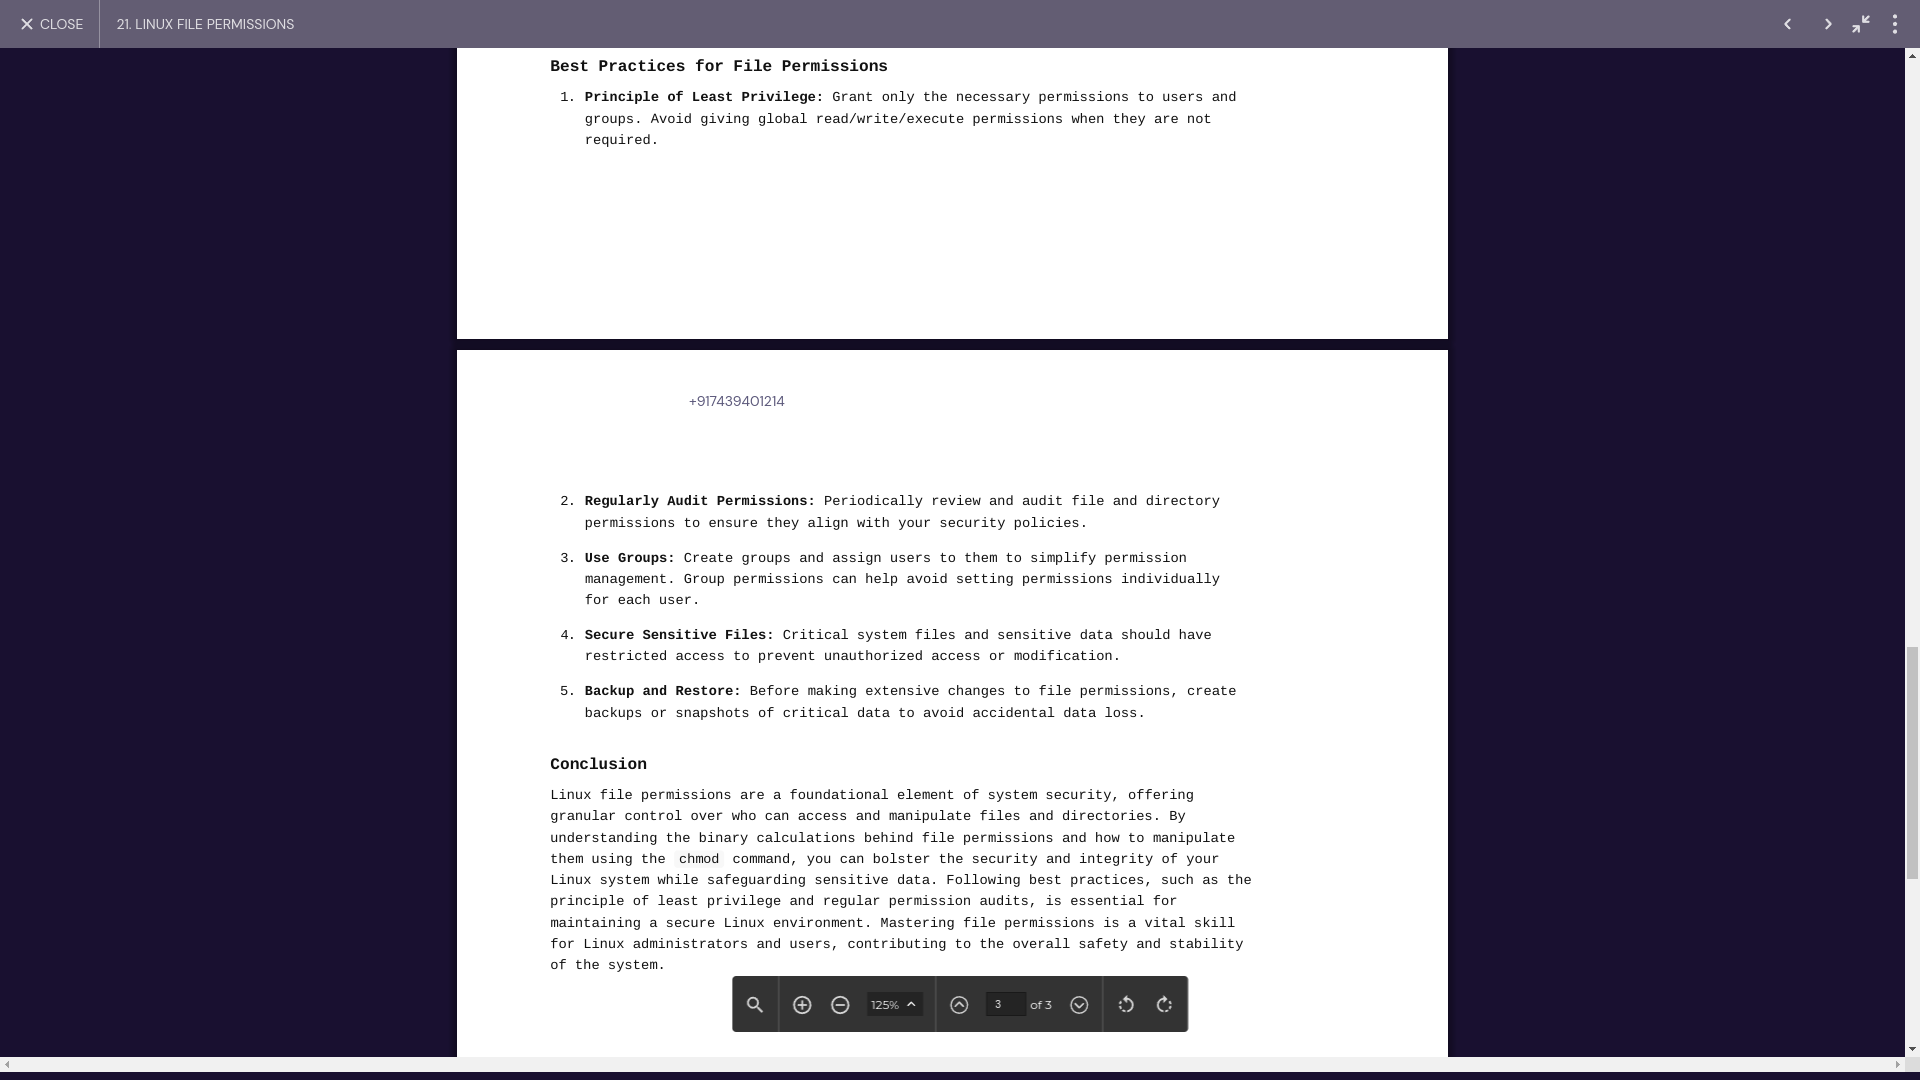 CLOSE
21. LINUX FILE PERMISSIONS
Best Practices for File Permissions
1. Principle of Least Privilege: Grant only the necessary permissions to users and
groups. Avoid giving global read/write/execute permissions when they are not
required.
+917439401214
2. Regularly Audit Permissions: Periodically review and audit file and directory
permissions to ensure they align with your security policies.
3. Use Groups: Create groups and assign users to them to simplify permission
management. Group permissions can help avoid setting permissions individually
for each user.
4. Secure Sensitive Files: Critical system files and sensitive data should have
restricted access to prevent unauthorized access or modification.
5. Backup and Restore: Before making extensive changes to file permissions, create
backups or snapshots of critical data to avoid accidental data loss.
Conclusion
Linux file permissions are a foundational element of system security, offering
granular control over who can access and manipulate files and directories. By
understanding the binary calculations behind file permissions and how to manipulate
them using the chmod command, you can bolster the security and integrity of your
Linux system while safeguarding sensitive data. Following best practices, such as the
principle of least privilege and regular permission audits, is essential for
maintaining a secure Linux environment. Mastering file permissions is a vital skill
for Linux administrators and users, contributing to the overall safety and stability
of the system.
125% 3 of 3